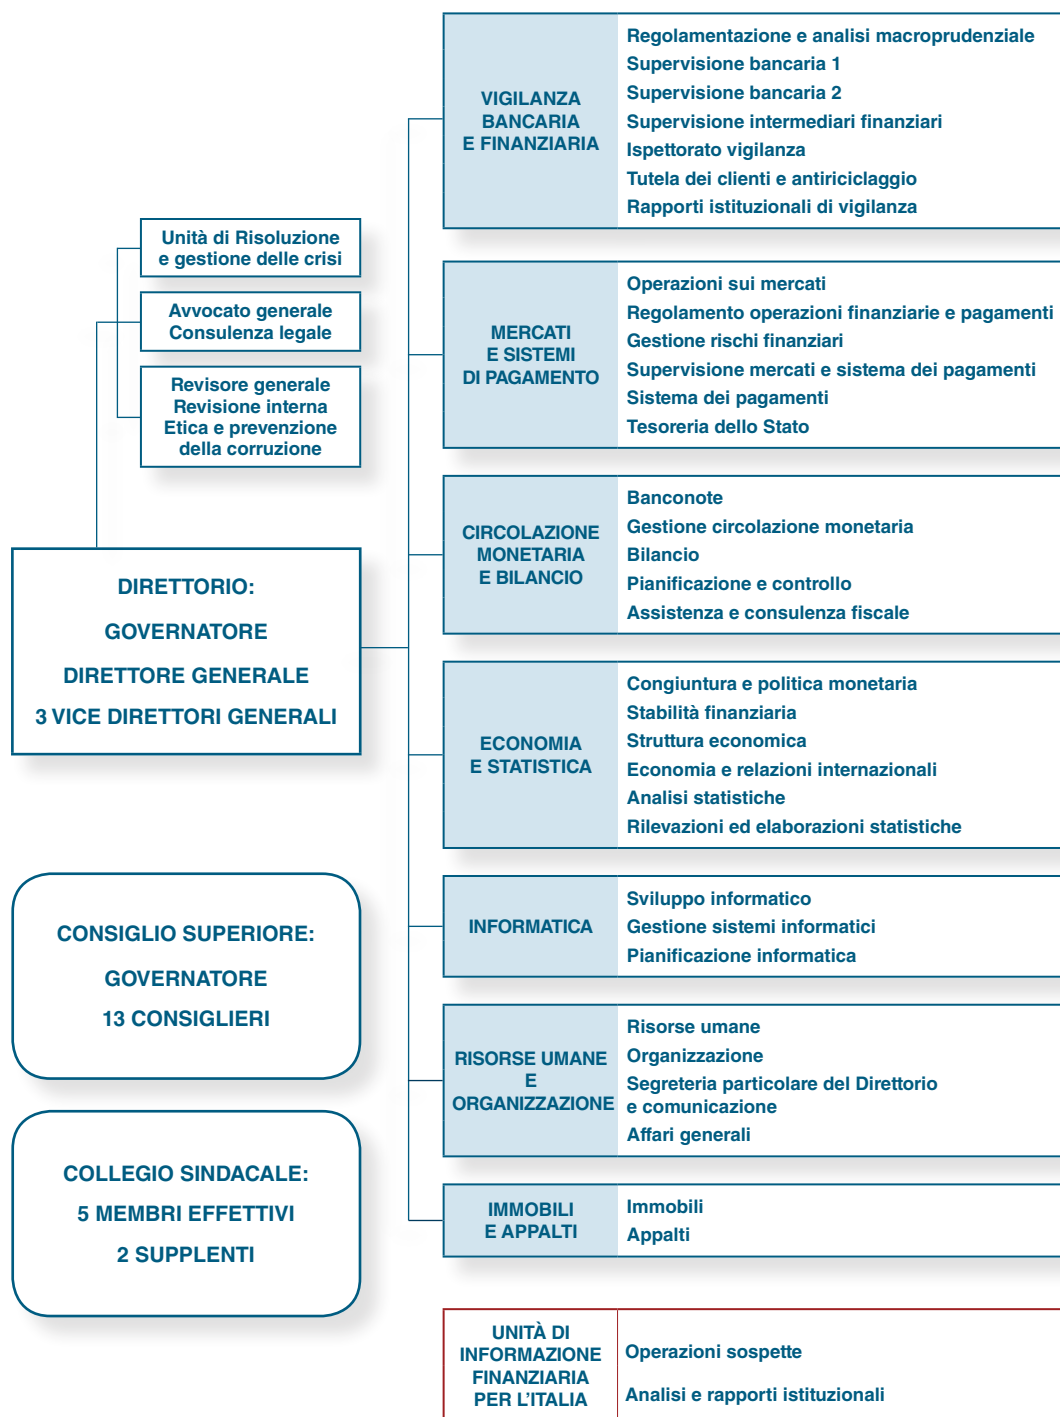 Unità di Risoluzione
e gestione delle crisi
Avvocato generale
Consulenza legale
Revisore generale
Revisione interna
Etica e prevenzione
della corruzione
DIRETTORIO:
GOVERNATORE
DIRETTORE GENERALE
3 VICE DIRETTORI GENERALI
CONSIGLIO SUPERIORE:
GOVERNATORE
13 CONSIGLIERI
COLLEGIO SINDACALE:
5 MEMBRI EFFETTIVI
2 SUPPLENTI
VIGILANZA
BANCARIA
E FINANZIARIA
Regolamentazione e analisi macroprudenziale
Supervisione bancaria 1
Supervisione bancaria 2
Supervisione intermediari finanziari
Ispettorato vigilanza
Tutela dei clienti e antiriciclaggio
Rapporti istituzionali di vigilanza
MERCATI
E SISTEMI
DI PAGAMENTO
Operazioni sui mercati
Regolamento operazioni finanziarie e pagamenti
Gestione rischi finanziari
Supervisione mercati e sistema dei pagamenti
Sistema dei pagamenti
Tesoreria dello Stato
CIRCOLAZIONE
MONETARIA
E BILANCIO
Banconote
Gestione circolazione monetaria
Bilancio
Pianificazione e controllo
Assistenza e consulenza fiscale
ECONOMIA
E STATISTICA
Congiuntura e politica monetaria
Stabilità finanziaria
Struttura economica
Economia e relazioni internazionali
Analisi statistiche
Rilevazioni ed elaborazioni statistiche
INFORMATICA
Sviluppo informatico
Gestione sistemi informatici
Pianificazione informatica
RISORSE UMANE
E
ORGANIZZAZIONE
Risorse umane
Organizzazione
Segreteria particolare del Direttorio
e comunicazione
Affari generali
IMMOBILI
E APPALTI
Immobili
Appalti
UNITÀ DI
INFORMAZIONE
FINANZIARIA
PER L'ITALIA
Operazioni sospette
Analisi e rapporti istituzionali